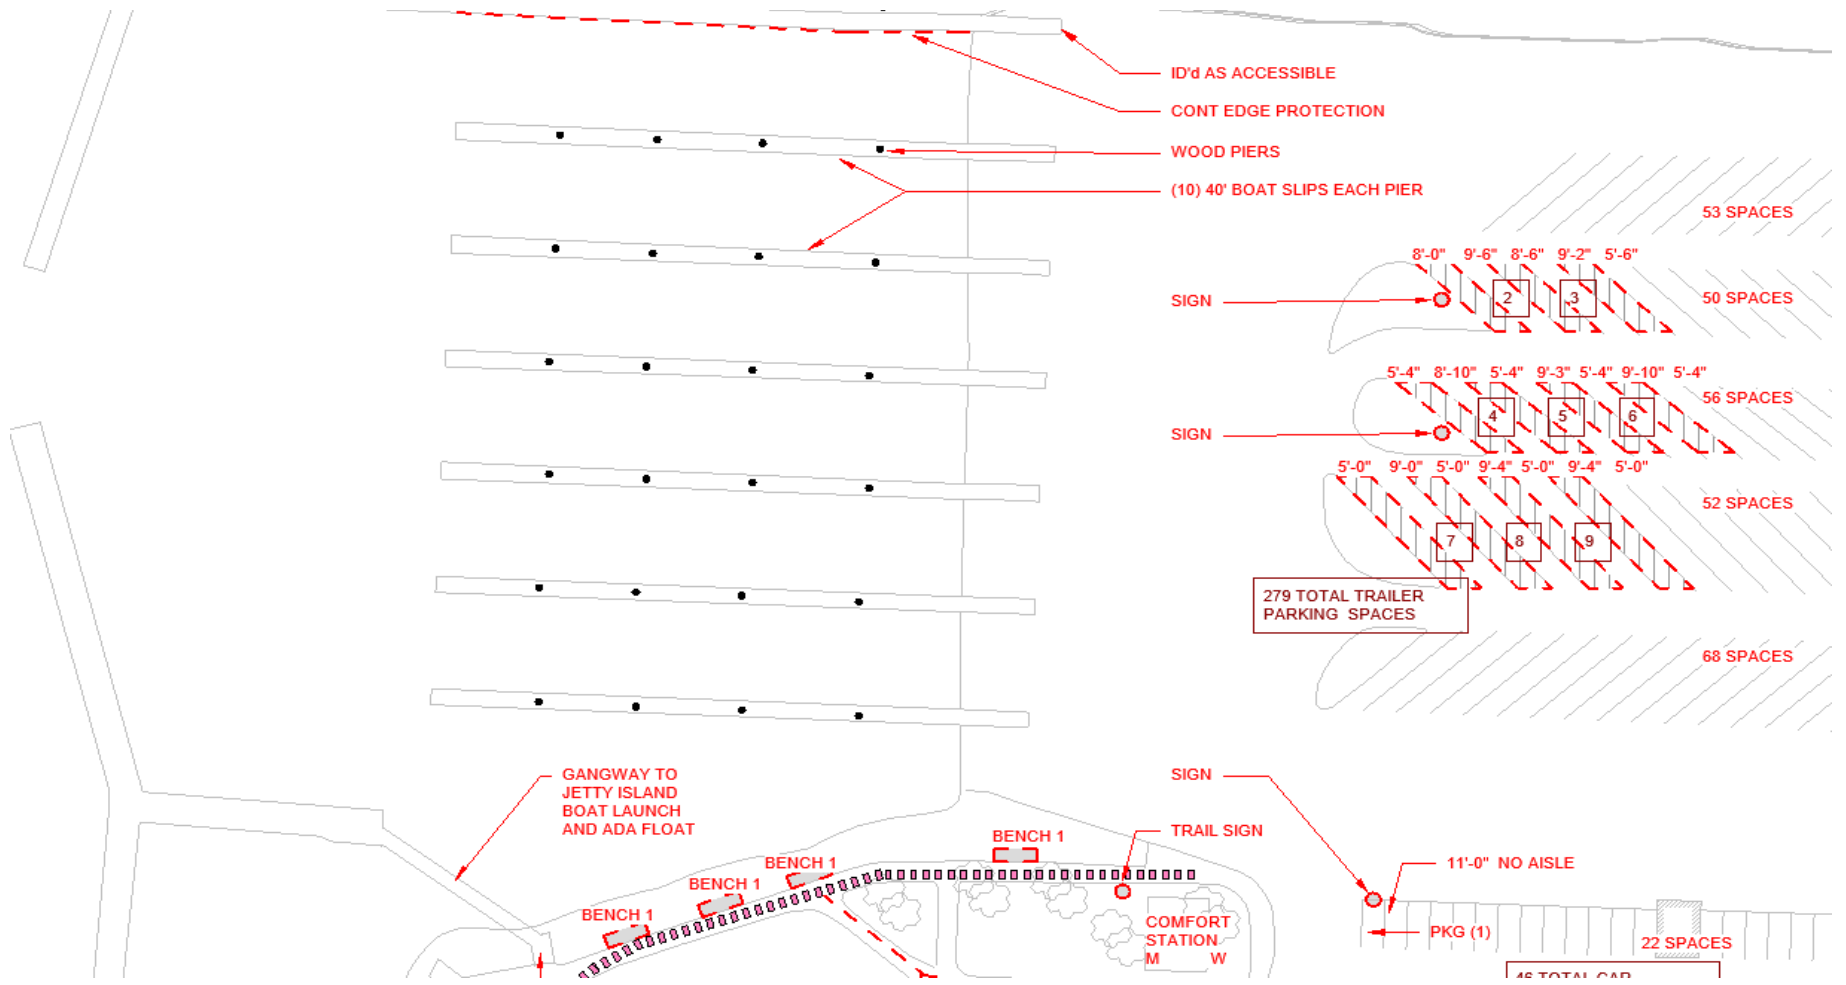 ID'd AS ACCESSIBLE
CONT EDGE PROTECTION
WOOD PIERS
(10) 40' BOAT SLIPS EACH PIER
53 SPACES
8'-0" 9'-6" 8'-6" 9'-2" 5'-6"
SIGN
2 3
50 SPACES
5'-4" 8'-10" 5'-4" 9'-3" 5'-4" 9'-10" 5'-4"
56 SPACES
SIGN
4 5 6
5'-0" 9'-0" 5'-0" 9'-4" 5'-0" 9'-4" 5'-0"
52 SPACES
7 8 9
279 TOTAL TRAILER
PARKING SPACES
68 SPACES
GANGWAY TO
JETTY ISLAND
BOAT LAUNCH
AND ADA FLOAT
SIGN
TRAIL SIGN
BENCH 1
BENCH 1
BENCH 1
BENCH 1
11'-0" NO AISLE
COMFORT
STATION
M W
PKG (1)
22 SPACES
46 TOTAL CAR